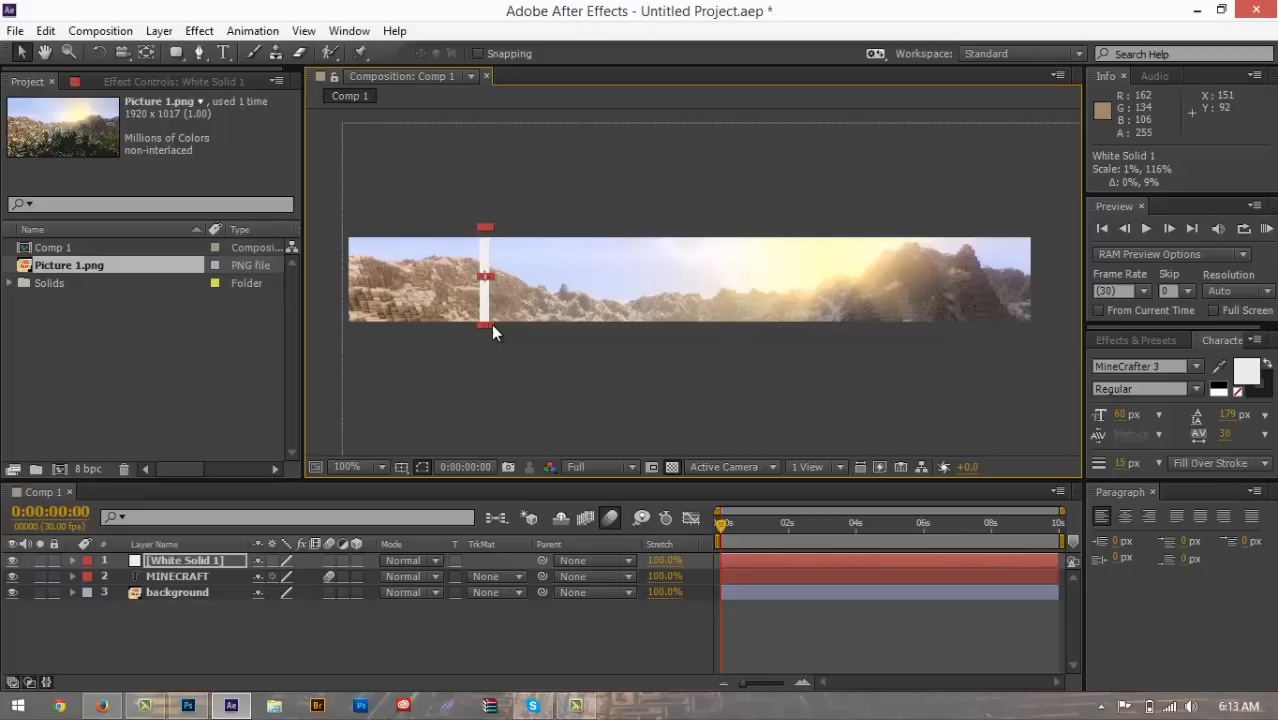 Adobe After Effects - Untitled Project.aep *
File Edit Composition Layer Effect Animation View Window Help
Snapping Workspace: Standard Search Help
Project Effect Controls: White Solid 1 Composition: Comp 1 Info Audio
Comp 1
Picture 1.png , used 1 time
1920 x 1017 (1.00)
Millions of Colors
non-interlaced
R: 162 X: 151
G: 134 Y: 92
B: 106
A: 255
White Solid 1
Scale: 1%, 116%
Δ: 0%, 9%
Preview
RAM Preview Options
Frame Rate Skip Resolution
(30) 0 Auto
From Current Time Full Screen
Name Type
Comp 1 Composi...
Picture 1.png PNG file
Solids Folder
8 bpc
100% 0:00:00:00 Full Active Camera 1 View +0.0
Effects & Presets Characte
MineCrafter 3
Regular
60 px 179 px
Metrics 30
15 px Fill Over Stroke
Comp 1
0:00:00:00
00000 (30.00 fps)
# Layer Name Mode T TrkMat Parent Stretch
1 [White Solid 1] Normal None 100.0%
2 MINECRAFT Normal None None 100.0%
3 background Normal None None 100.0%
00s 02s 04s 06s 08s 10s
Paragraph
0 px 0 px 0 px
0 px 0 px
6:13 AM